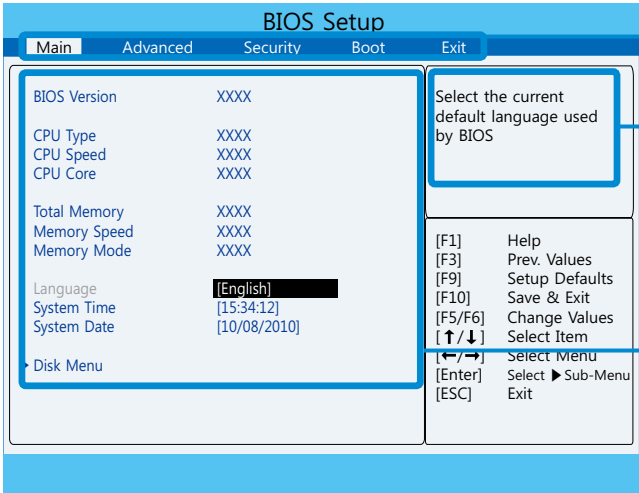 BIOS Setup
Main Advanced Security Boot Exit
BIOS Version XXXX
CPU Type XXXX
CPU Speed XXXX
CPU Core XXXX
Total Memory XXXX
Memory Speed XXXX
Memory Mode XXXX
Language [English]
System Time [15:34:12]
System Date [10/08/2010]
Disk Menu
Select the current
default language used
by BIOS
[F1] Help
[F3] Prev. Values
[F9] Setup Defaults
[F10] Save & Exit
[F5/F6] Change Values
[↑/↓] Select Item
[←/→] Select Menu
[Enter] Select ▶Sub-Menu
[ESC] Exit